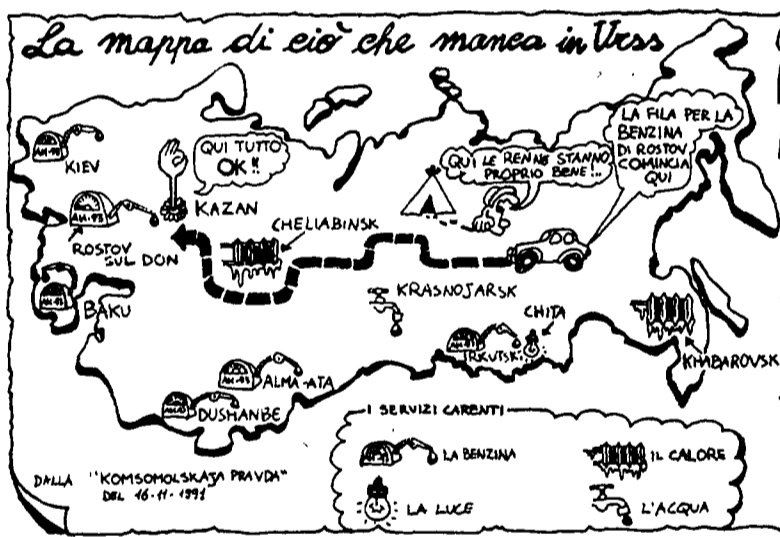 La mappa di ciò che manca in Urss
KIEV
QUI TUTTO
OK!!
KAZAN
QUI LE RENNE STANNO
PROPRIO BENE!..
LA FILA PER LA
BENZINA
DI ROSTOV
COMINCIA
QUI
AH-93
ROSTOV
SUL DON
CHELIABINSK
BAKU
KRASNOJARSK
CHITA
IRKUTSK
KHABAROVSK
ALMA-ATA
DUSHANBE
I SERVIZI CARENTI
LA BENZINA
IL CALORE
LA LUCE
L'ACQUA
DALLA "KOMSOMOLSKAJA PRAVDA"
DEL 16-11-1991